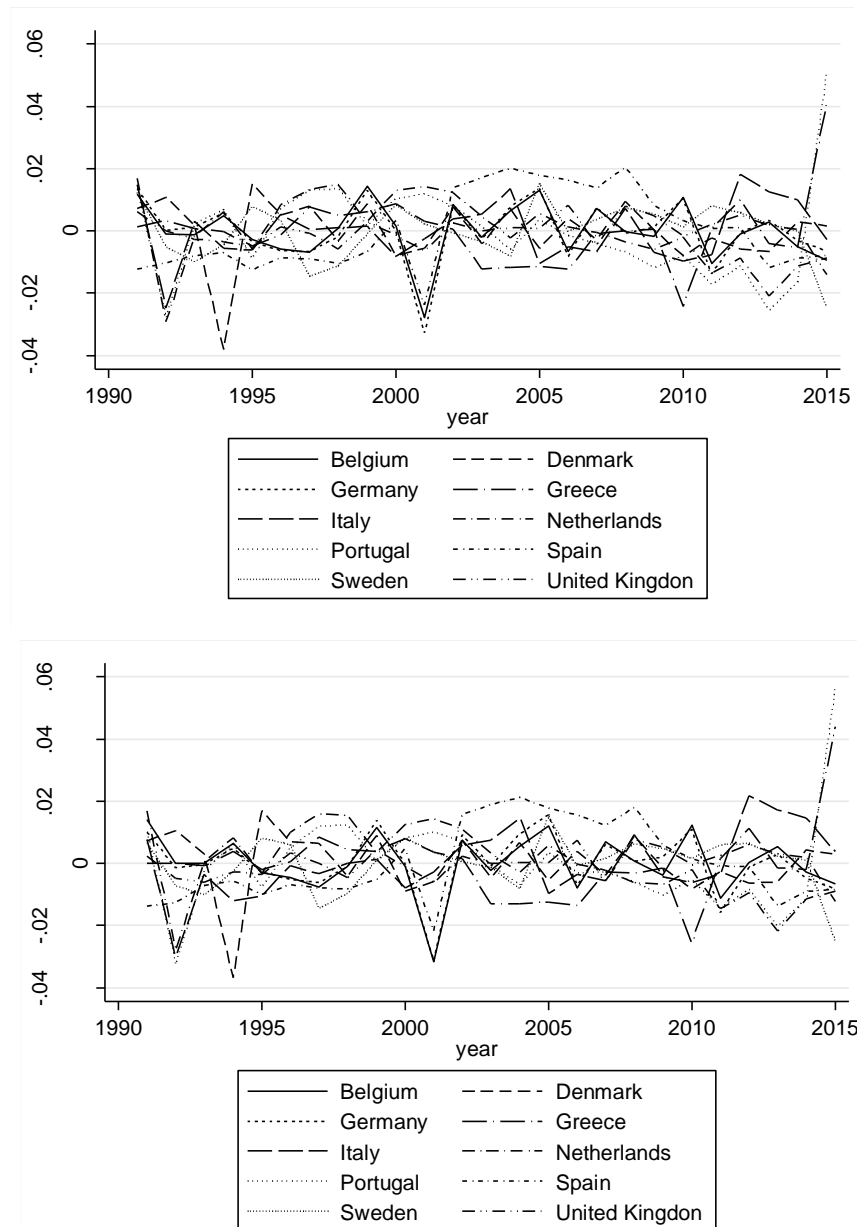 .06
.04
.02
0
-.02
-.04
1990 1995 2000 2005 2010 2015
year
Belgium Denmark
Germany Greece
Italy Netherlands
Portugal Spain
Sweden United Kingdon
.06
.04
.02
0
-.02
-.04
1990 1995 2000 2005 2010 2015
year
Belgium Denmark
Germany Greece
Italy Netherlands
Portugal Spain
Sweden United Kingdon